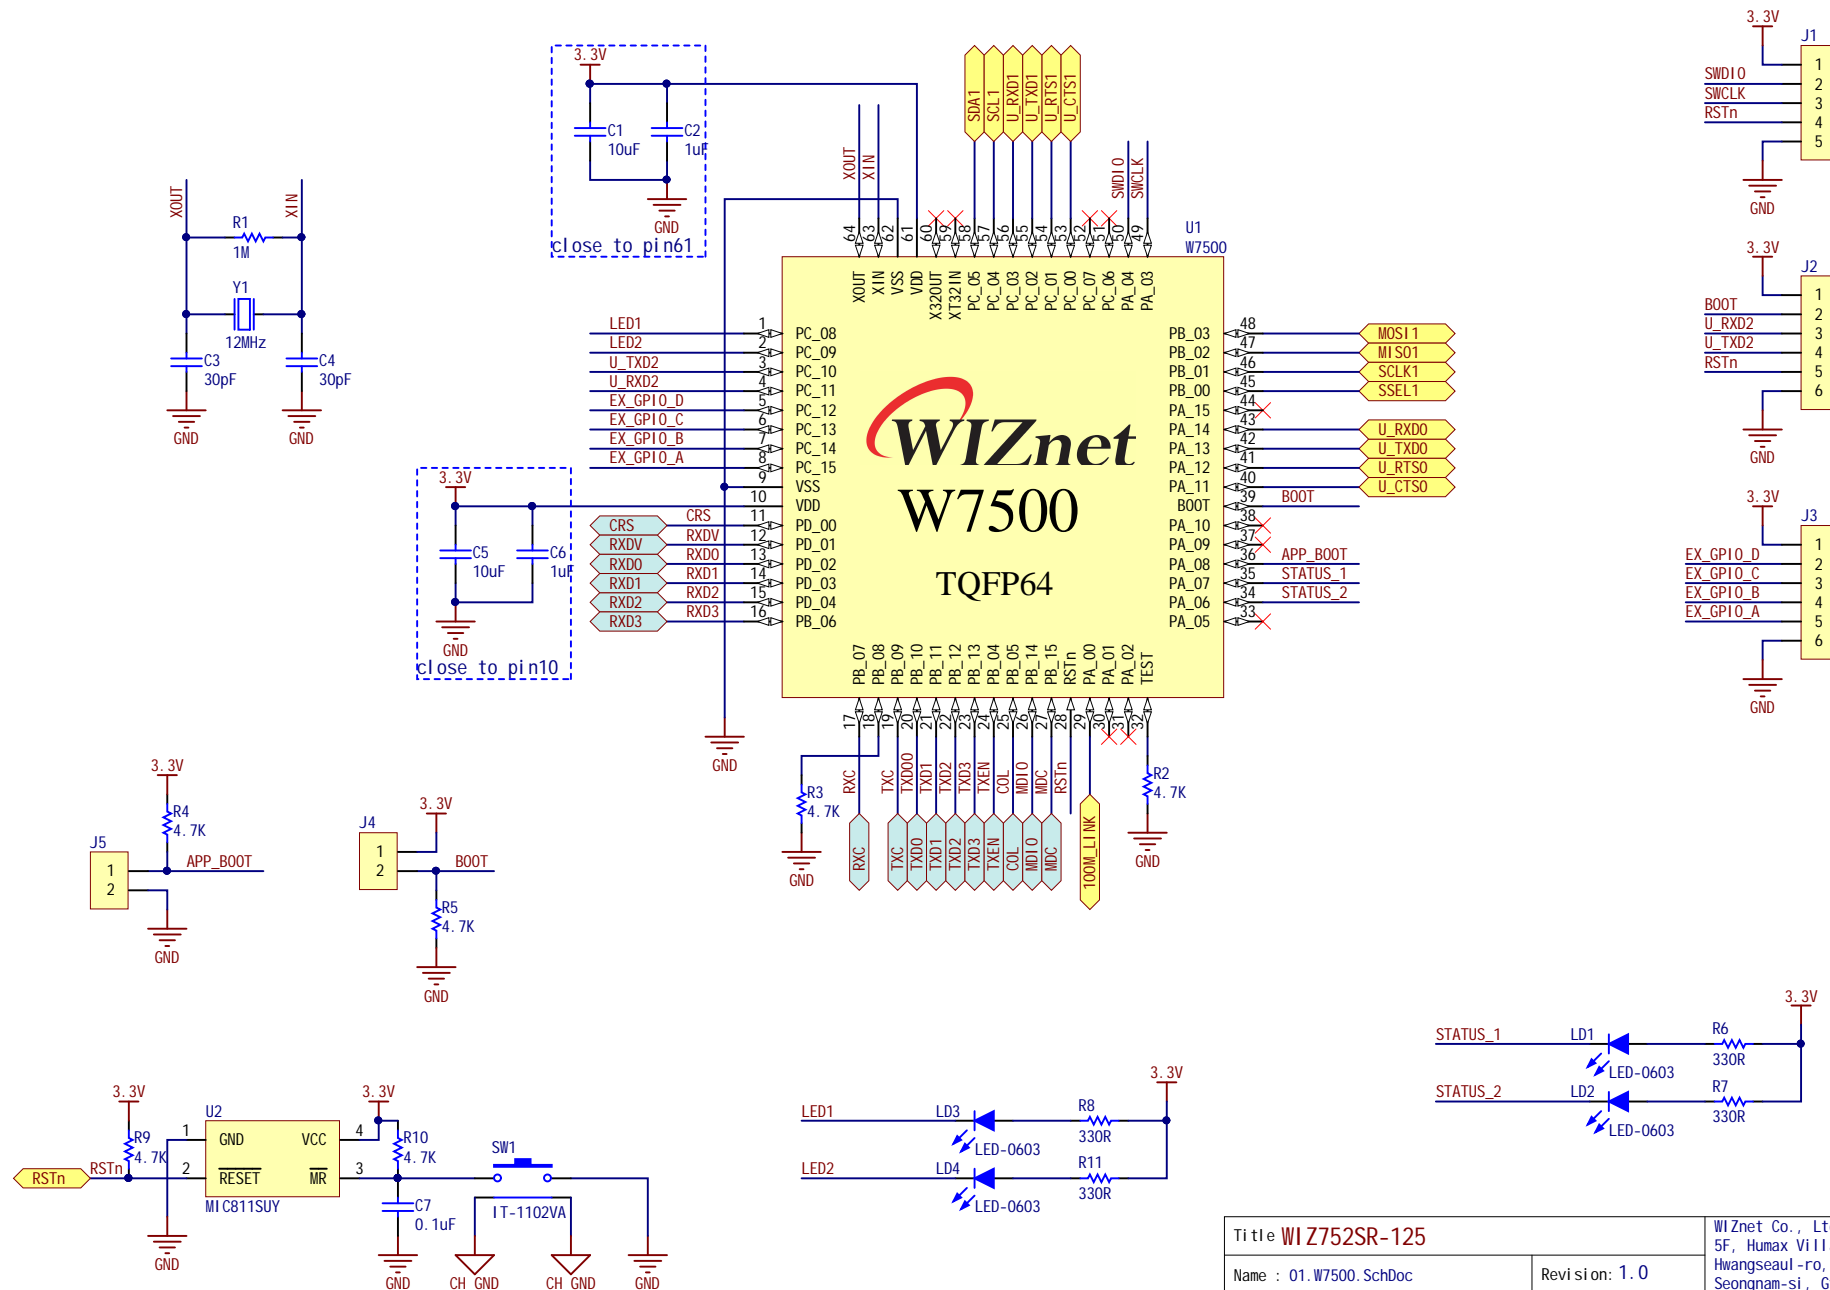 3.3V
C1
10uF
C2
1uF
GND
close to pin61
XOUT
XIN
R1
1M
Y1
12MHz
C3
30pF
C4
30pF
GND
GND
XOUT
XIN
SDA1
SCL1
U_RXD1
U_TXD1
U_RTS1
U_CTS1
SWDIO
SWCLK
64
63
62
61
60
59
58
57
56
55
54
53
52
51
50
49
U1
W7500
XOUT
XIN
VSS
VDD
X32OUT
XT32IN
PC_05
PC_04
PC_03
PC_02
PC_01
PC_00
PC_07
PC_06
PA_04
PA_03
LED1 1 PC_08
LED2 2 PC_09
U_TXD2 3 PC_10
U_RXD2 4 PC_11
EX_GPIO_D 5 PC_12
EX_GPIO_C 6 PC_13
EX_GPIO_B 7 PC_14
EX_GPIO_A 8 PC_15
9 VSS
10 VDD
CRS CRS 11 PD_00
RXDV RXDV 12 PD_01
RXD0 RXD0 13 PD_02
RXD1 RXD1 14 PD_03
RXD2 RXD2 15 PD_04
RXD3 RXD3 16 PB_06
WIZnet
W7500
TQFP64
PB_03 48 MOSI1
PB_02 47 MISO1
PB_01 46 SCLK1
PB_00 45 SSEL1
PA_15 44
PA_14 43 U_RXD0
PA_13 42 U_TXD0
PA_12 41 U_RTS0
PA_11 40 U_CTS0
BOOT 39 BOOT
PA_10 38
PA_09 37
PA_08 36 APP_BOOT
PA_07 35 STATUS_1
PA_06 34 STATUS_2
PA_05 33
3.3V
C5
10uF
C6
1uF
GND
close to pin10
GND
PB_07
PB_08
PB_09
PB_10
PB_11
PB_12
PB_13
PB_04
PB_05
PB_14
PB_15
RSTn
PA_00
PA_01
PA_02
TEST
17
18
19
20
21
22
23
24
25
26
27
28
29
30
31
32
RXC
TXC
TXD00
TXD1
TXD2
TXD3
TXEN
COL
MDIO
MDC
RSTn
RXC
TXC
TXD0
TXD1
TXD2
TXD3
TXEN
COL
MDIO
MDC
100M_LINK
R3
4.7K
GND
R2
4.7K
GND
3.3V
J1
1
SWDIO 2
SWCLK 3
RSTn 4
5
GND
3.3V
J2
1
BOOT 2
U_RXD2 3
U_TXD2 4
RSTn 5
6
GND
3.3V
J3
1
EX_GPIO_D 2
EX_GPIO_C 3
EX_GPIO_B 4
EX_GPIO_A 5
6
GND
3.3V
R4
4.7K
J5
1
2
APP_BOOT
GND
3.3V
J4
1
2
BOOT
R5
4.7K
GND
3.3V
R9
4.7K
RSTn
RSTn
U2
1 GND
2 RESET
VCC 4
MR 3
MIC811SUY
GND
3.3V
R10
4.7K
C7
0.1uF
GND
SW1
IT-1102VA
CH GND
CH GND
GND
3.3V
LED1
LD3
LED-0603
R8
330R
LED2
LD4
LED-0603
R11
330R
3.3V
STATUS_1
LD1
LED-0603
R6
330R
STATUS_2
LD2
LED-0603
R7
330R
Title WIZ752SR-125
Name : 01.W7500.SchDoc
Revision: 1.0
WIZnet Co., Lt
5F, Humax Vill
Hwangseaul-ro,
Seongnam-si, G